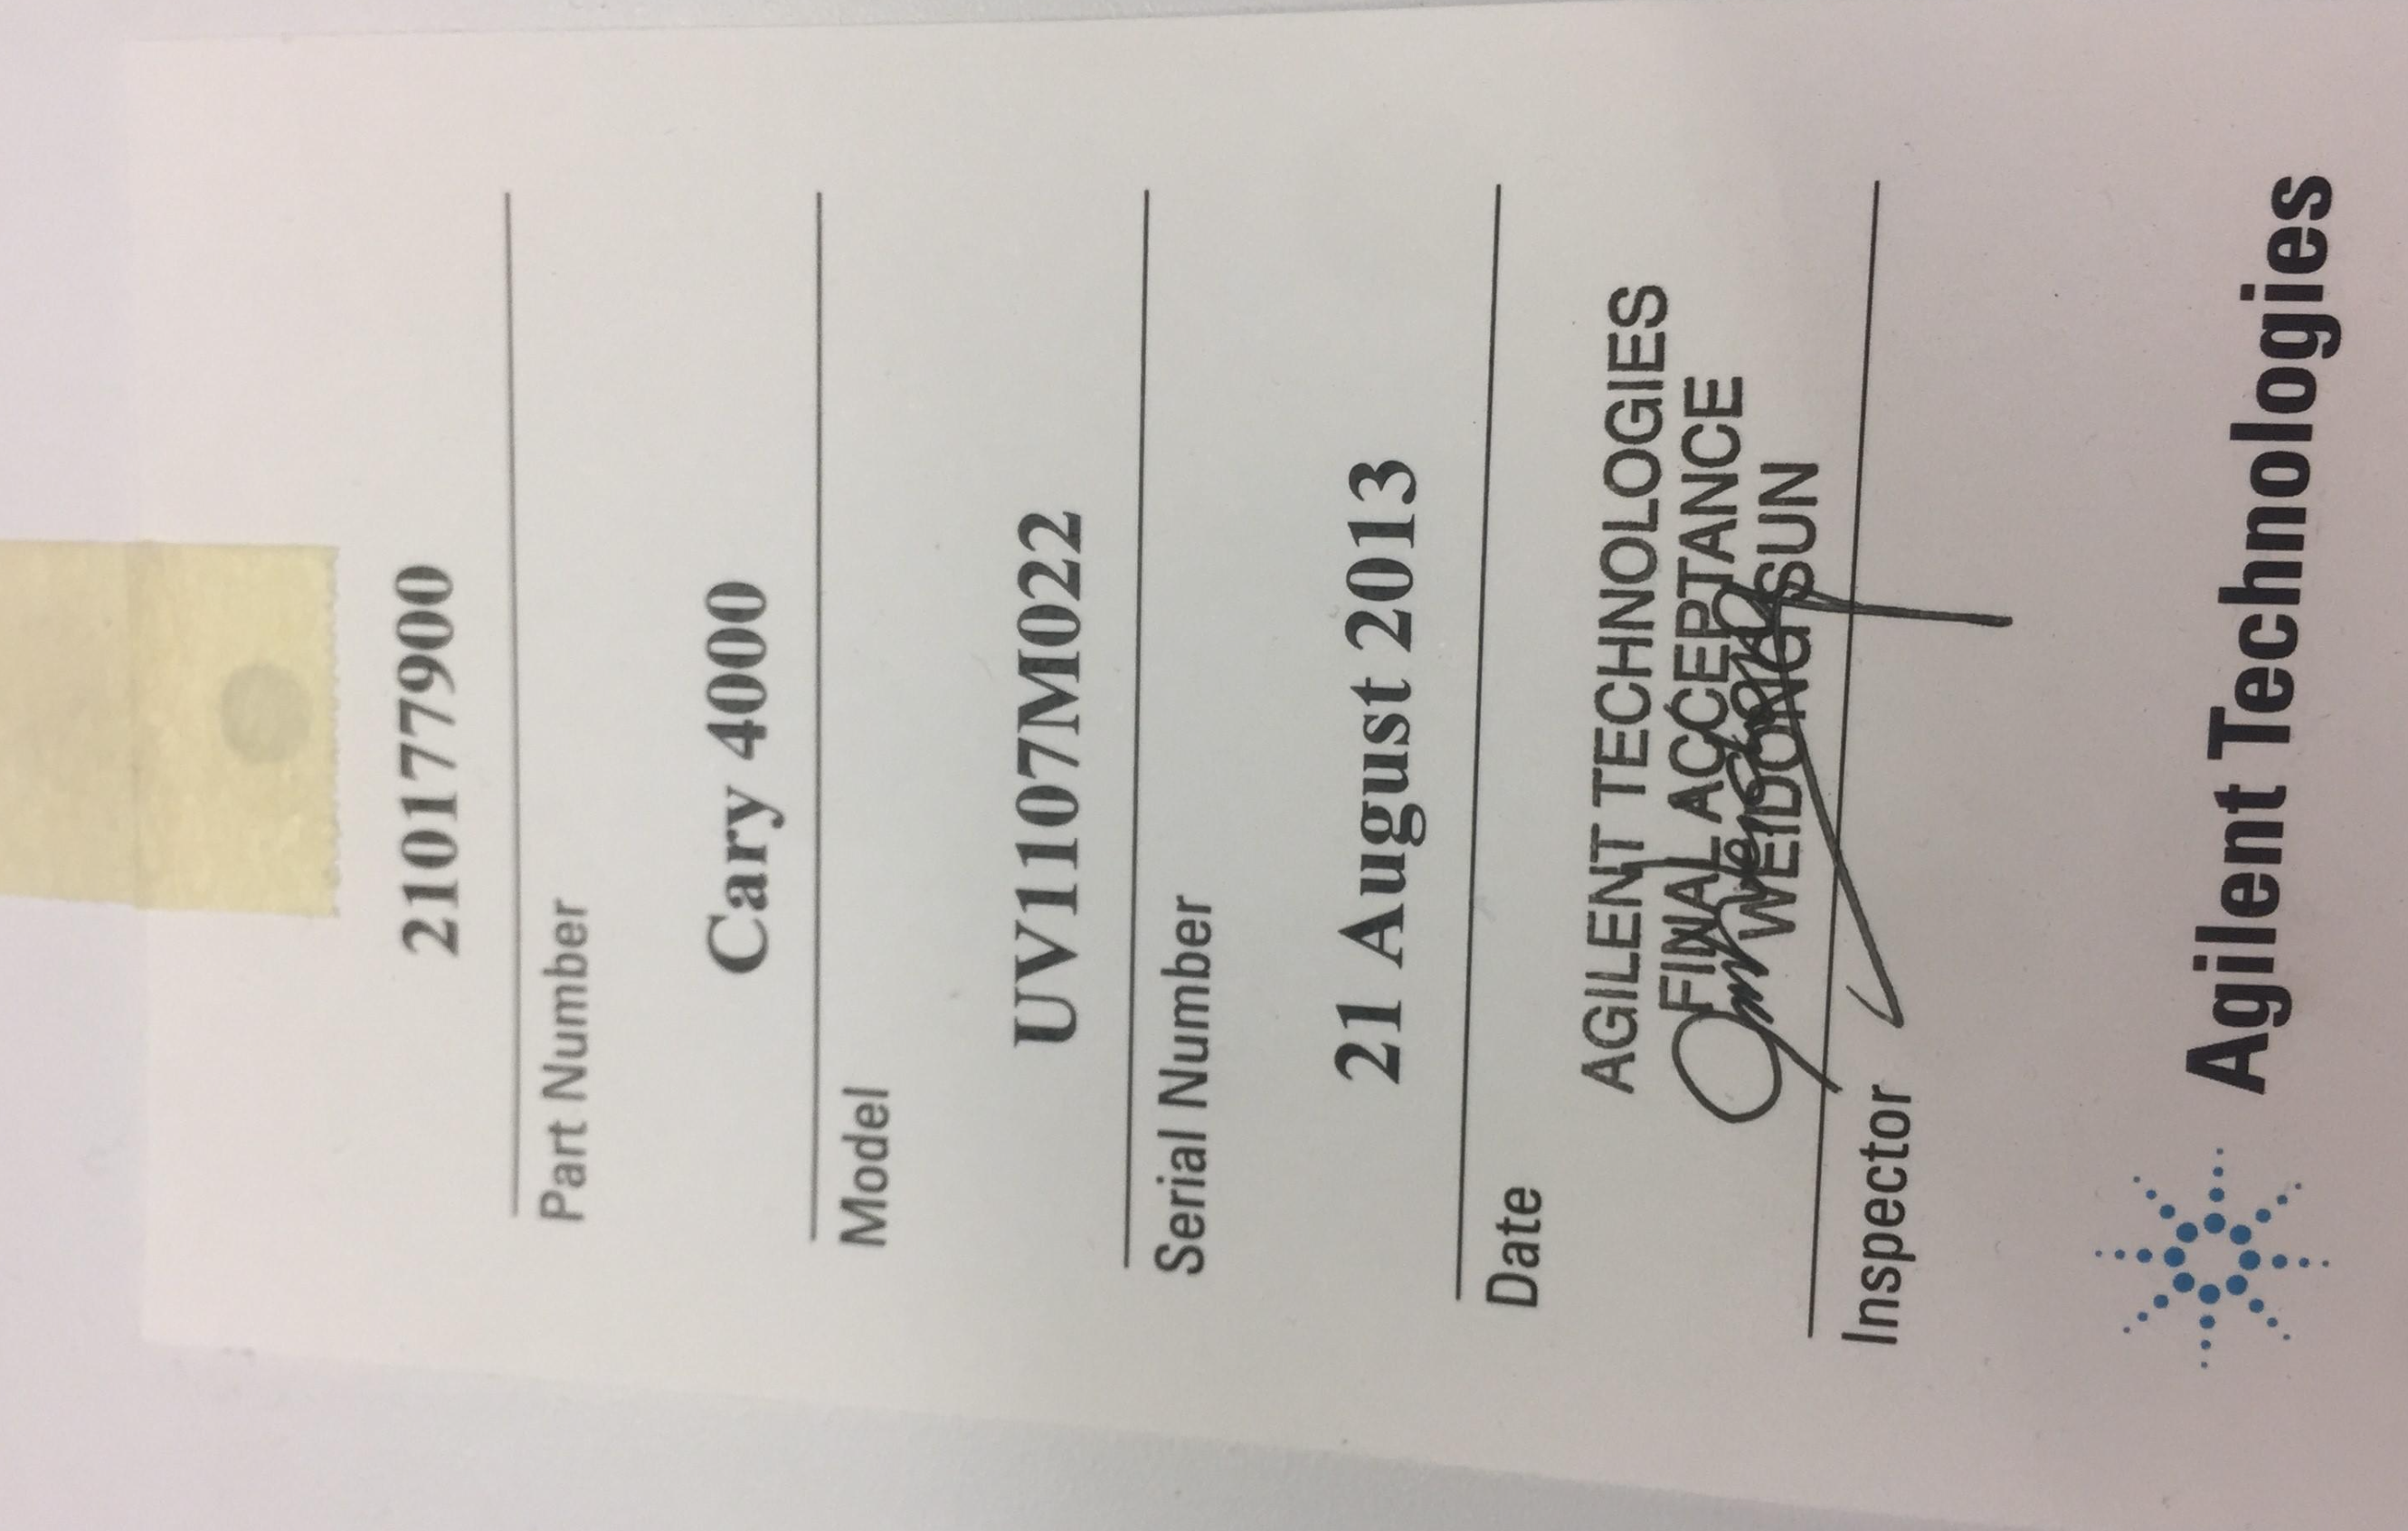 210177900
Part Number
Cary 4000
Model
UV1107M022
Serial Number
21 August 2013
Date
AGILENT TECHNOLOGIES
FINAL ACCEPTANCE
WEIDONG SUN
Inspector
Agilent Technologies